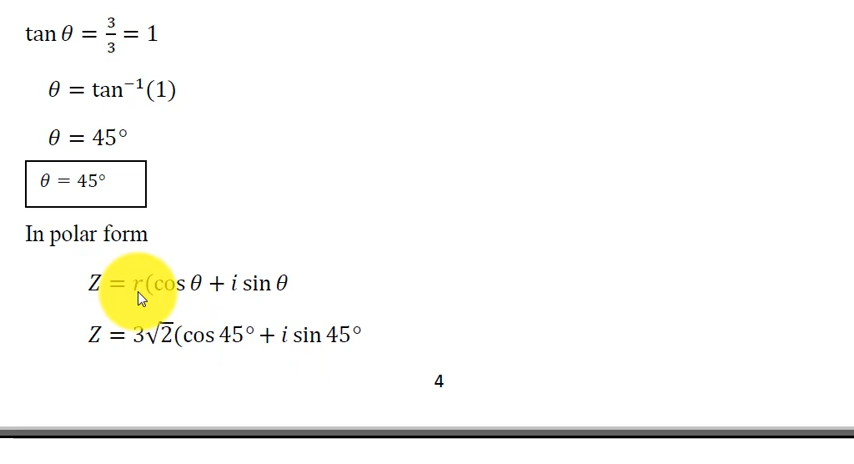 tan θ = 3/3 = 1
θ = tan⁻¹(1)
θ = 45°
θ = 45°
In polar form
Z = r(cos θ + i sin θ
Z = 3√2(cos 45° + i sin 45°
4